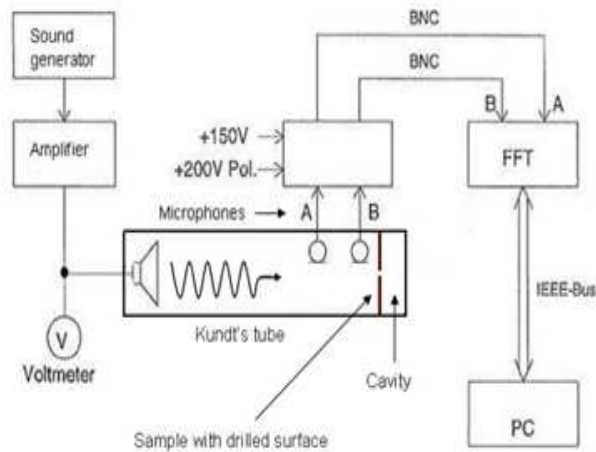 Sound
generator
Amplifier
V
Voltmeter
BNC
BNC
+150V
+200V Pol.
Microphones
A
B
B
A
FFT
Kundt's tube
Cavity
Sample with drilled surface
IEEE-Bus
PC